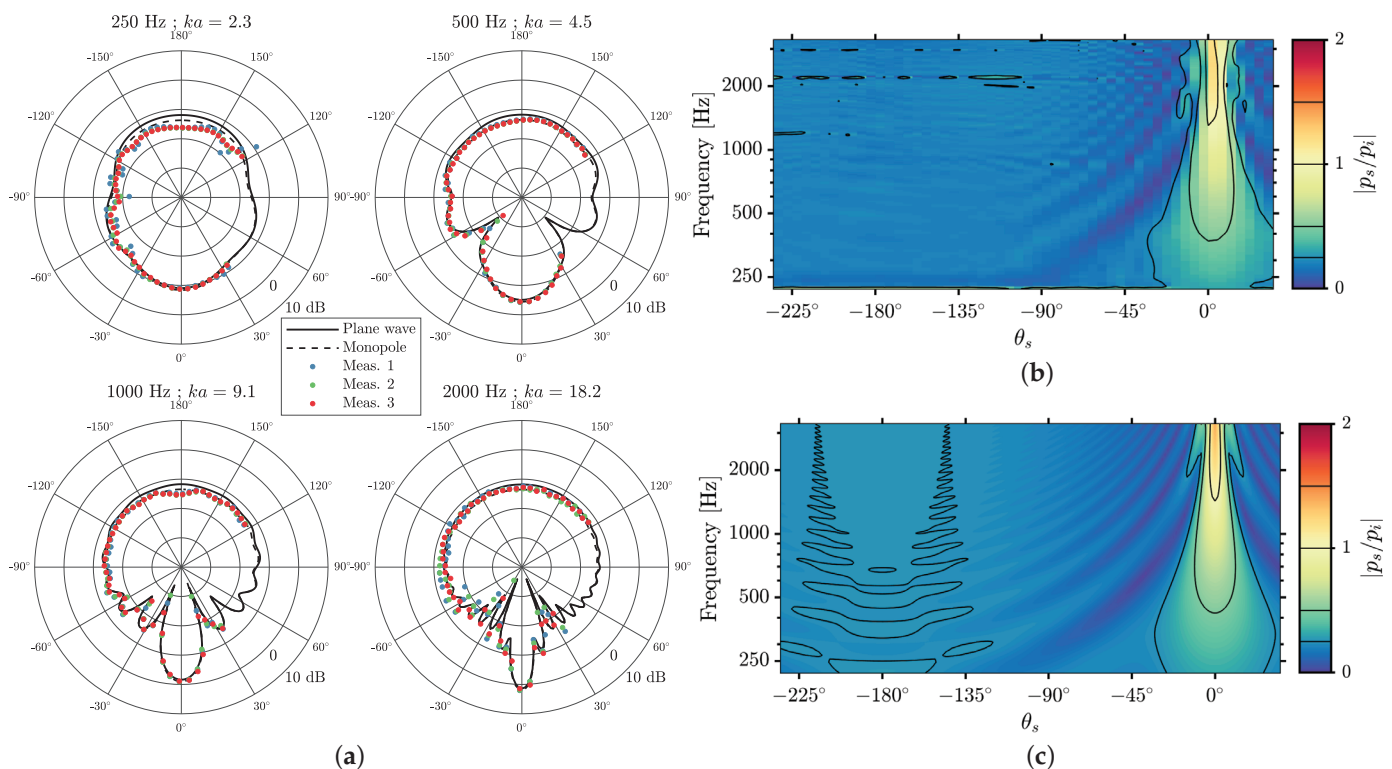 250 Hz ; ka = 2.3
180°
-150° 150°
-120° 120°
-90° 90°
-60° 60°
-30° 30°
0°
0
10 dB
500 Hz ; ka = 4.5
180°
-150° 150°
-120° 120°
-90° 90°
-60° 60°
-30° 30°
0°
0
10 dB
Plane wave
Monopole
Meas. 1
Meas. 2
Meas. 3
1000 Hz ; ka = 9.1
180°
-150° 150°
-120° 120°
-90° 90°
-60° 60°
-30° 30°
0°
0
10 dB
2000 Hz ; ka = 18.2
180°
-150° 150°
-120° 120°
-90° 90°
-60° 60°
-30° 30°
0°
0
10 dB
(a)
Frequency [Hz]
2000
1000
500
250
-225° -180° -135° -90° -45° 0°
θs
2
1
0
|ps/pi|
(b)
Frequency [Hz]
2000
1000
500
250
-225° -180° -135° -90° -45° 0°
θs
2
1
0
|ps/pi|
(c)